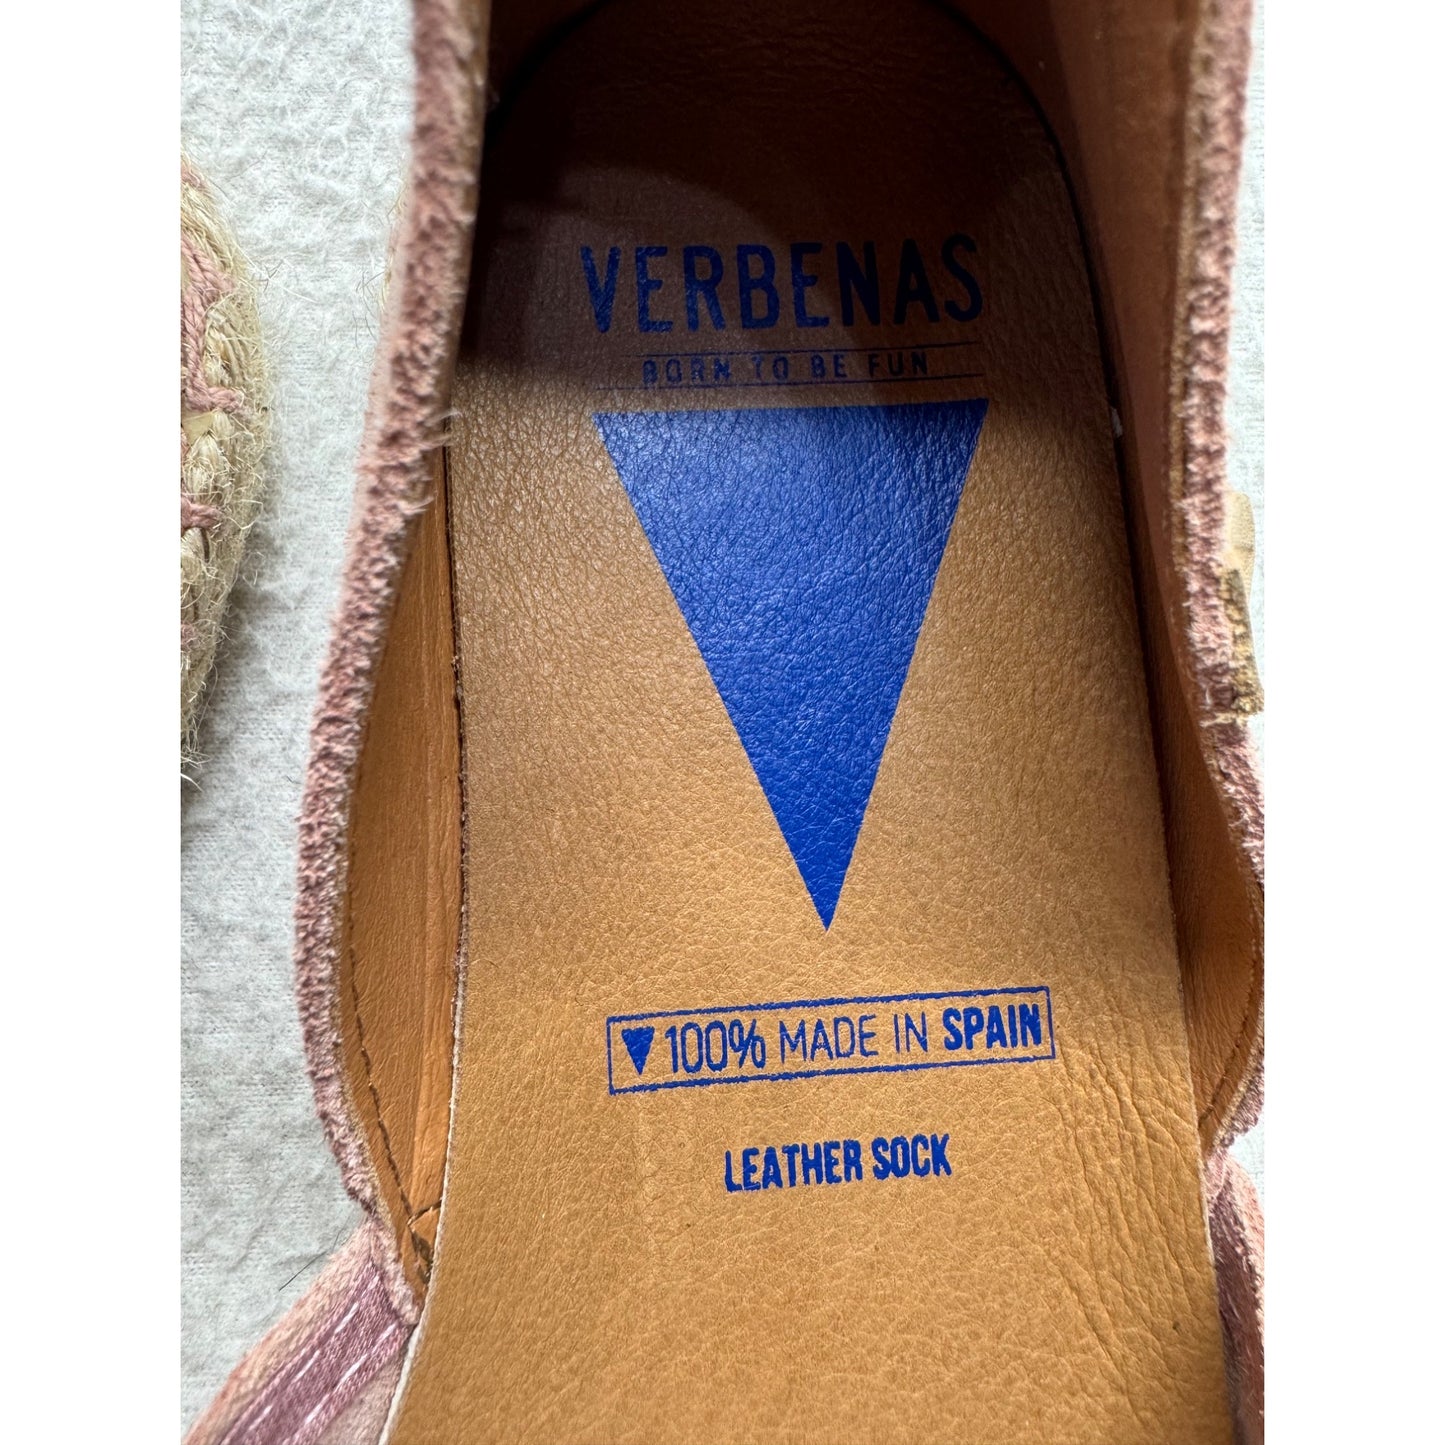 VERBENAS
BORN TO BE FUN
100% MADE IN SPAIN
LEATHER SOCK